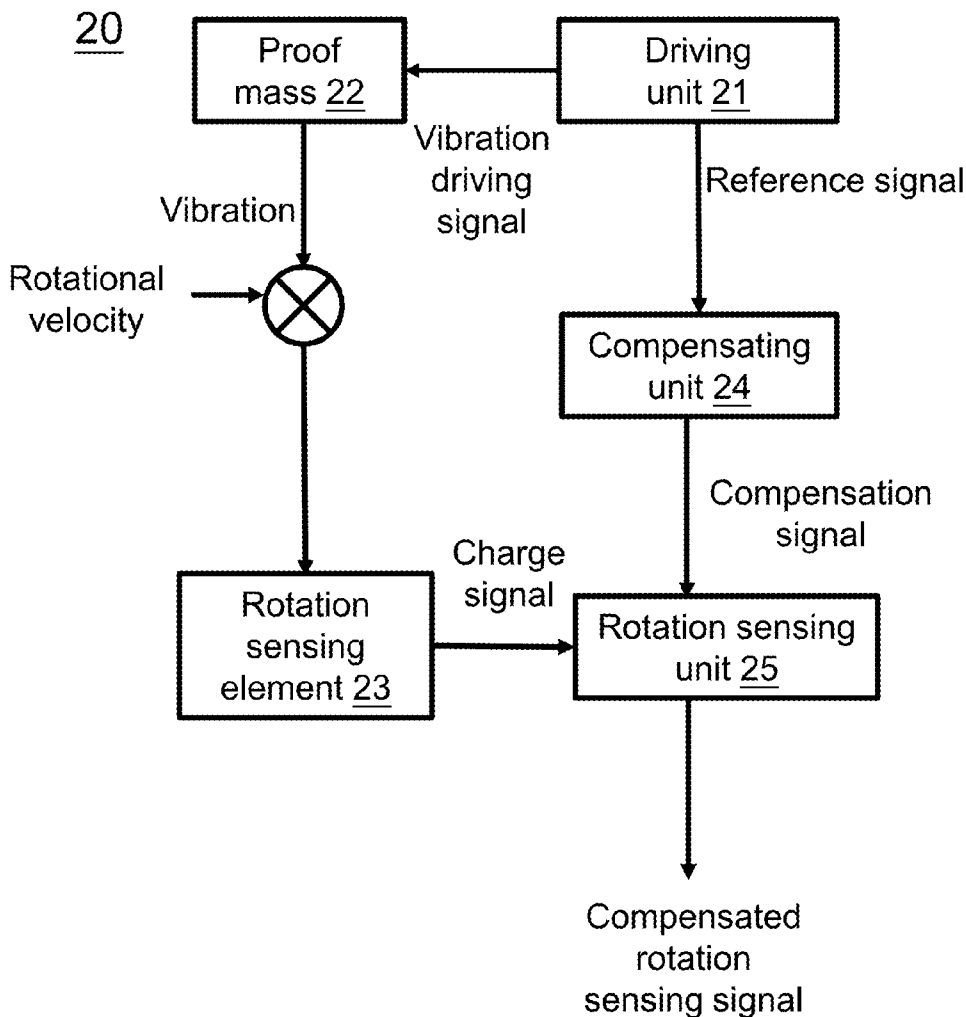 20
Proof
mass 22
Driving
unit 21
Vibration
driving
signal
Reference signal
Vibration
Rotational
velocity
Compensating
unit 24
Compensation
signal
Charge
signal
Rotation
sensing
element 23
Rotation sensing
unit 25
Compensated
rotation
sensing signal